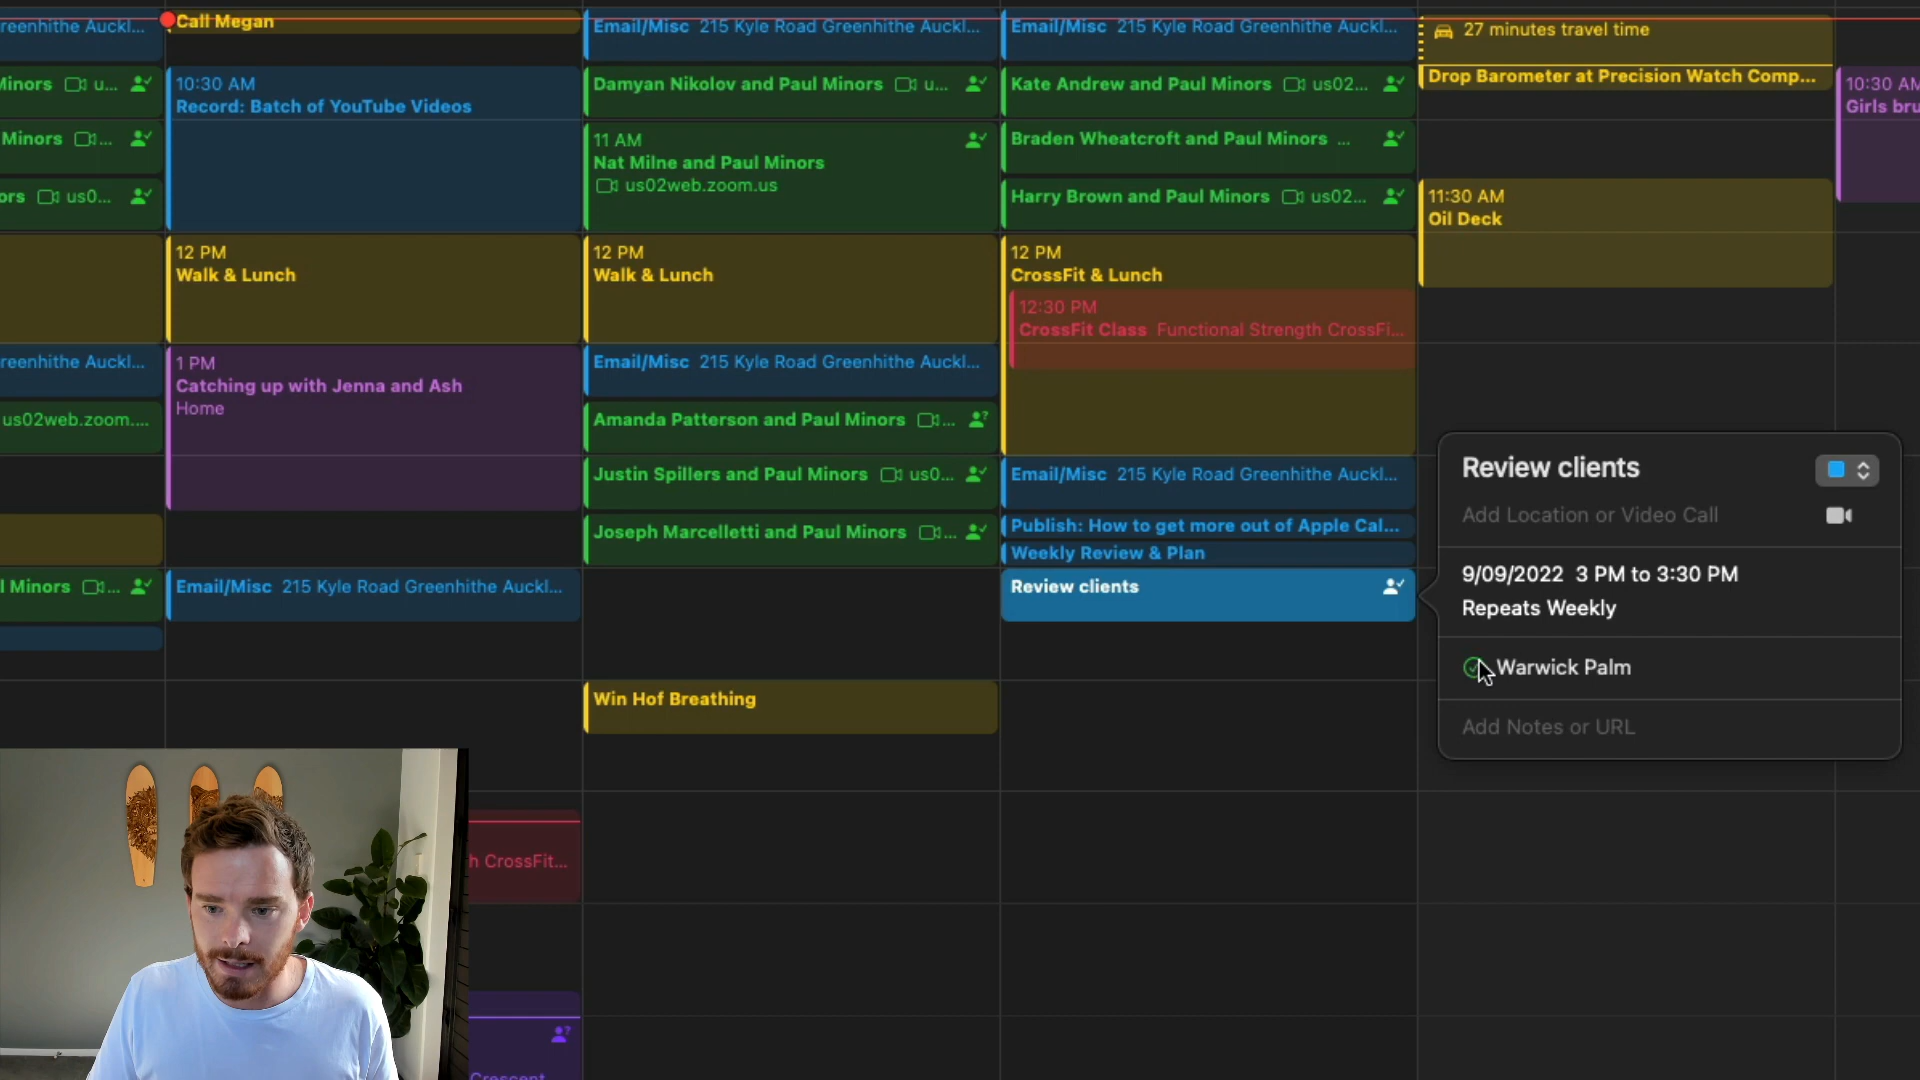 reenhithe Auckl...
Minors u...
Minors ...
ors us0...
reenhithe Auckl...
us02web.zoom....
l Minors ...
Call Megan
10:30 AM
Record: Batch of YouTube Videos
12 PM
Walk & Lunch
1 PM
Catching up with Jenna and Ash
Home
Email/Misc 215 Kyle Road Greenhithe Auckl...
h CrossFit...
Crescent
Email/Misc 215 Kyle Road Greenhithe Auckl...
Damyan Nikolov and Paul Minors u...
11 AM
Nat Milne and Paul Minors
us02web.zoom.us
12 PM
Walk & Lunch
Email/Misc 215 Kyle Road Greenhithe Auckl...
Amanda Patterson and Paul Minors ...
Justin Spillers and Paul Minors us0...
Joseph Marcelletti and Paul Minors ...
Win Hof Breathing
Email/Misc 215 Kyle Road Greenhithe Auckl...
Kate Andrew and Paul Minors us02...
Braden Wheatcroft and Paul Minors ...
Harry Brown and Paul Minors us02...
12 PM
CrossFit & Lunch
12:30 PM
CrossFit Class Functional Strength CrossFi...
Email/Misc 215 Kyle Road Greenhithe Auckl...
Publish: How to get more out of Apple Cal...
Weekly Review & Plan
Review clients
27 minutes travel time
Drop Barometer at Precision Watch Comp...
11:30 AM
Oil Deck
10:30 AM
Girls bru
Review clients
Add Location or Video Call
9/09/2022 3 PM to 3:30 PM
Repeats Weekly
Warwick Palm
Add Notes or URL